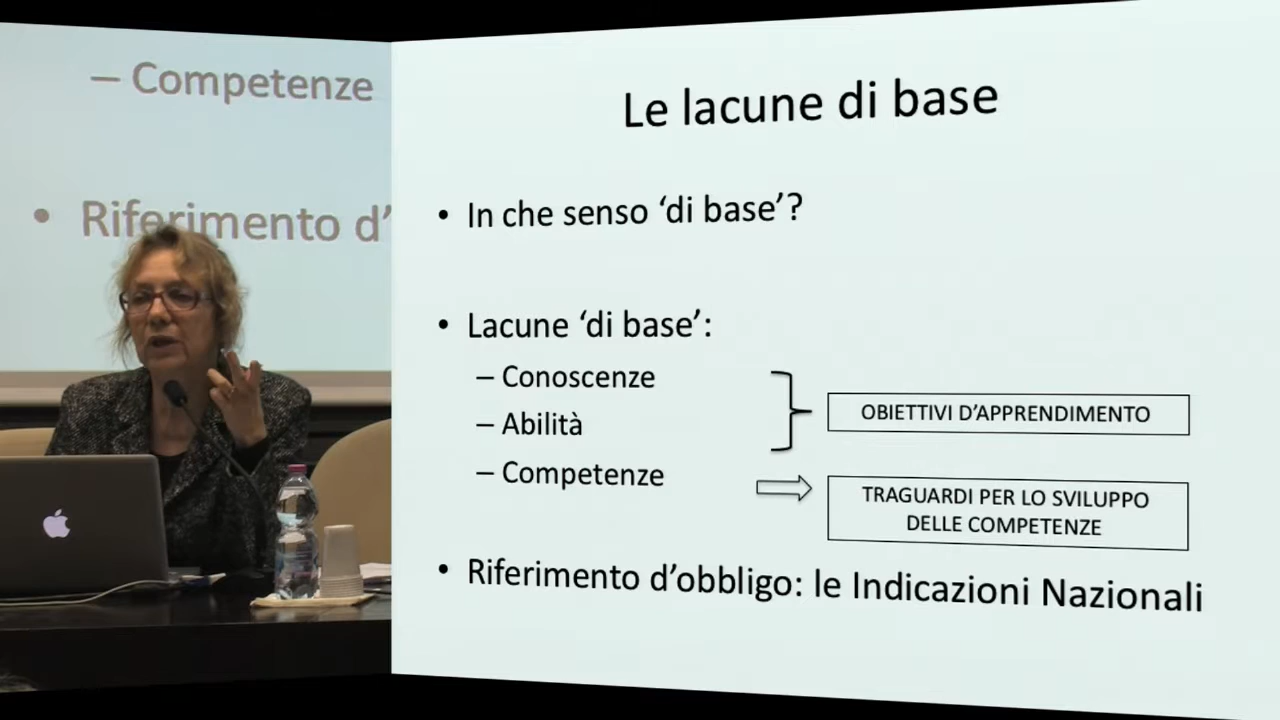 – Competenze
• Riferimento d’
Le lacune di base
• In che senso ‘di base’?
• Lacune ‘di base’:
– Conoscenze
– Abilità
– Competenze
OBIETTIVI D’APPRENDIMENTO
TRAGUARDI PER LO SVILUPPO
DELLE COMPETENZE
• Riferimento d’obbligo: le Indicazioni Nazionali